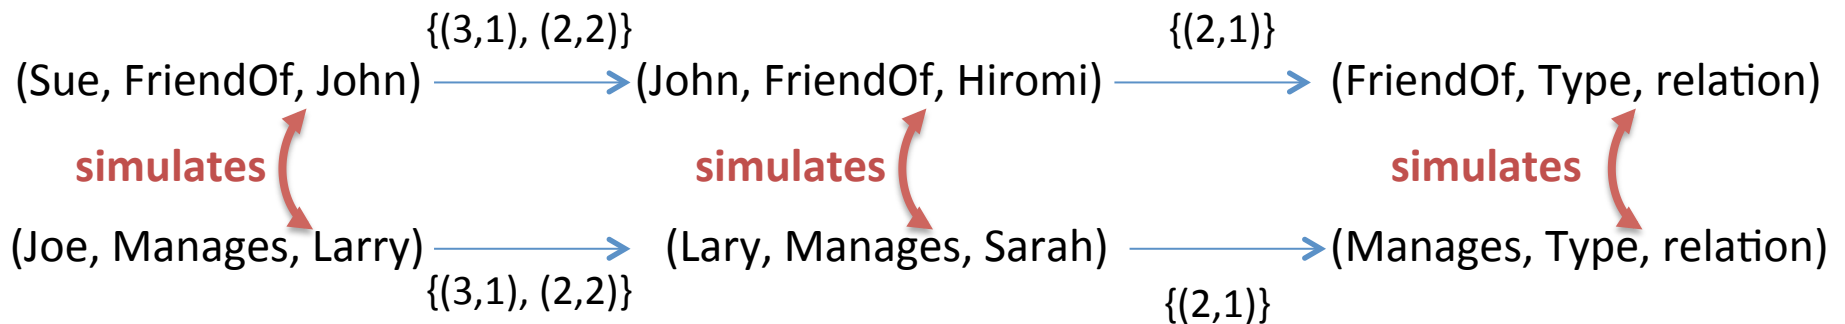 {(3,1), (2,2)} {(2,1)}
(Sue, FriendOf, John) (John, FriendOf, Hiromi) (FriendOf, Type, relation)
simulates simulates simulates
(Joe, Manages, Larry) (Lary, Manages, Sarah) (Manages, Type, relation)
{(3,1), (2,2)} {(2,1)}